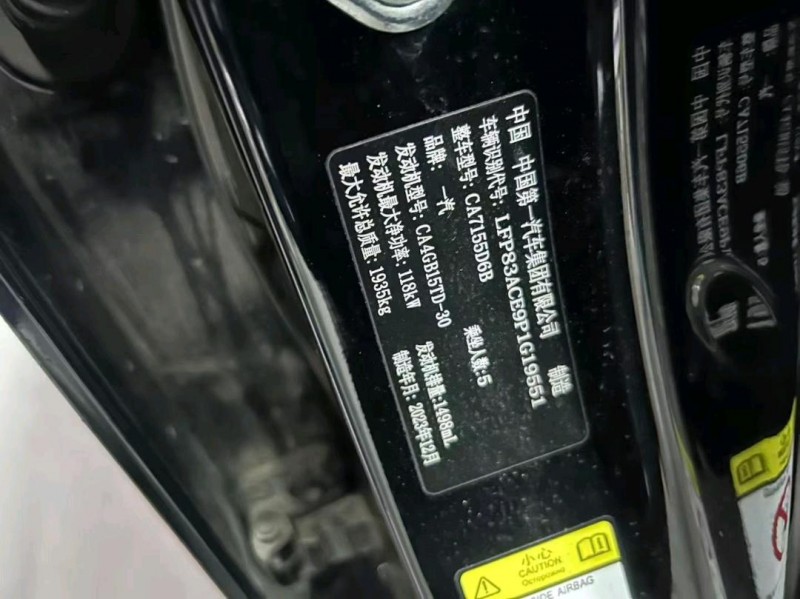 中国 中国第一汽车集团有限公司 制造
车辆识别代号: LFP83ACE9P1G19551
整车型号: CA7155D6B 乘坐人数: 5
品牌: 一汽
发动机型号: CA4GB15TD-30 发动机排量: 1498mL
发动机最大净功率: 118kW 制造年月: 2023年12月
最大允许总质量: 1935kg
小心
CAUTION
Осторожно
SIDE AIRBAG